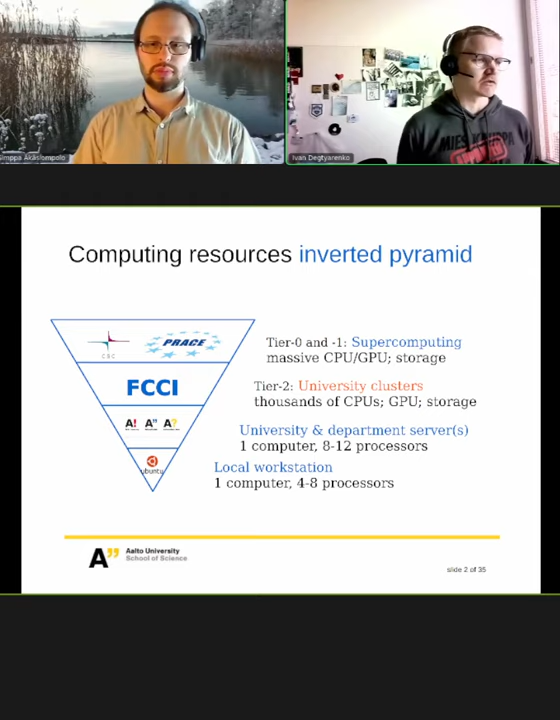 Simppa Äkäslompolo
Ivan Degtyarenko
Computing resources inverted pyramid
CSC
PRACE
Tier-0 and -1: Supercomputing
massive CPU/GPU; storage
FCCI
Tier-2: University clusters
thousands of CPUs; GPU; storage
A! A" A?
University & department server(s)
1 computer, 8-12 processors
ubuntu
Local workstation
1 computer, 4-8 processors
A" Aalto University
School of Science
slide 2 of 35